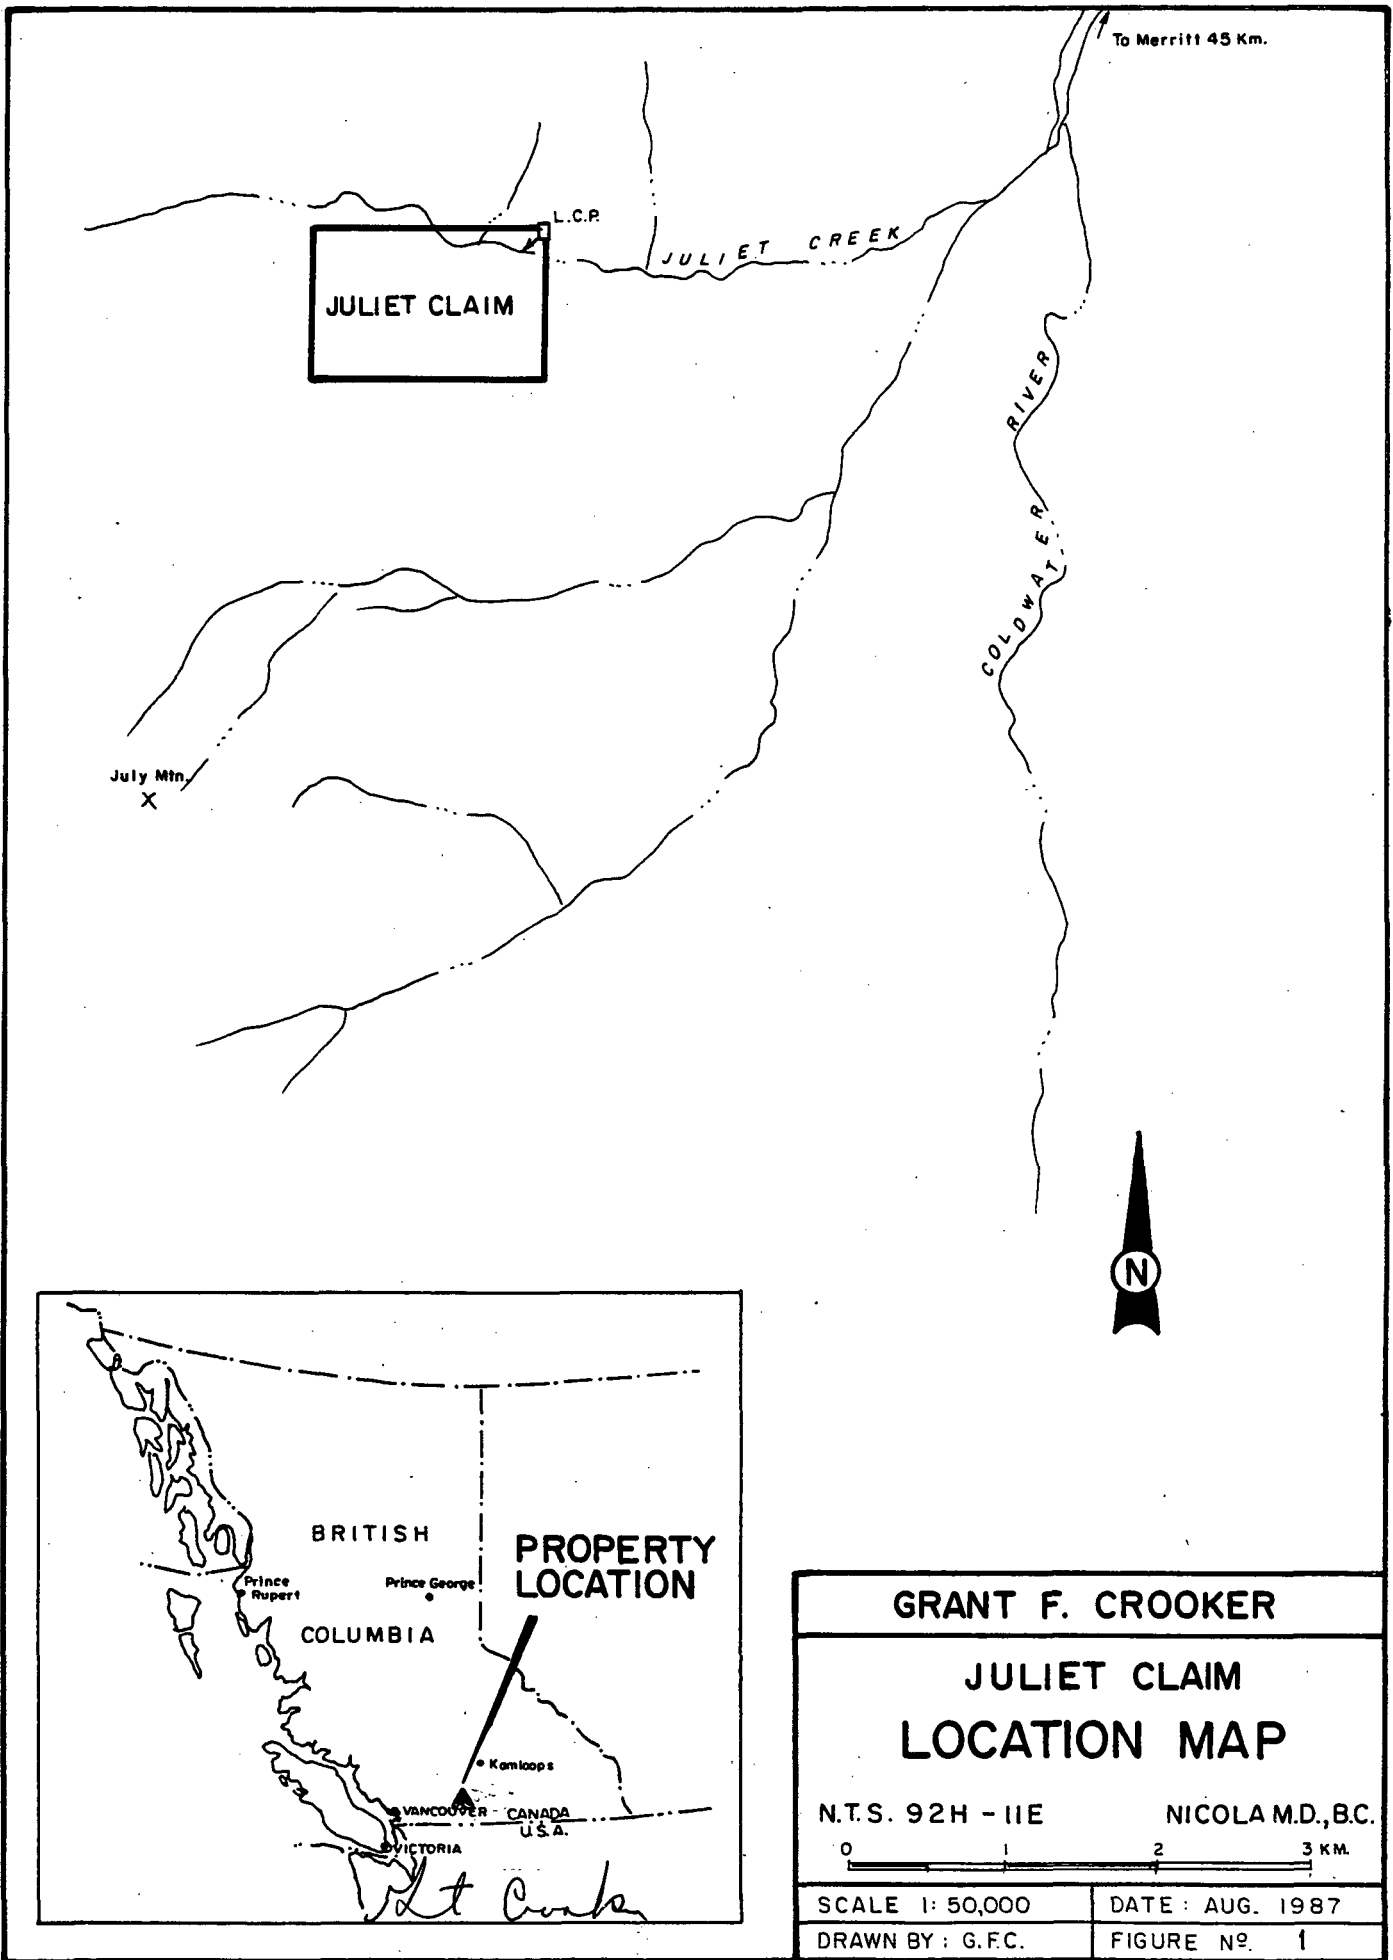 To Merritt 45 Km.
L.C.P.
JULIET CREEK
JULIET CLAIM
RIVER
COLDWATER
July Mtn.
X
N
BRITISH
PROPERTY
LOCATION
Prince
Rupert
Prince George
COLUMBIA
Kamloops
VANCOUVER
CANADA
U.S.A.
VICTORIA
GRANT F. CROOKER
JULIET CLAIM
LOCATION MAP
N.T.S. 92H - 11E NICOLA M.D., B.C.
0 1 2 3 KM.
SCALE 1: 50,000 DATE : AUG. 1987
DRAWN BY : G.F.C. FIGURE Nº. 1